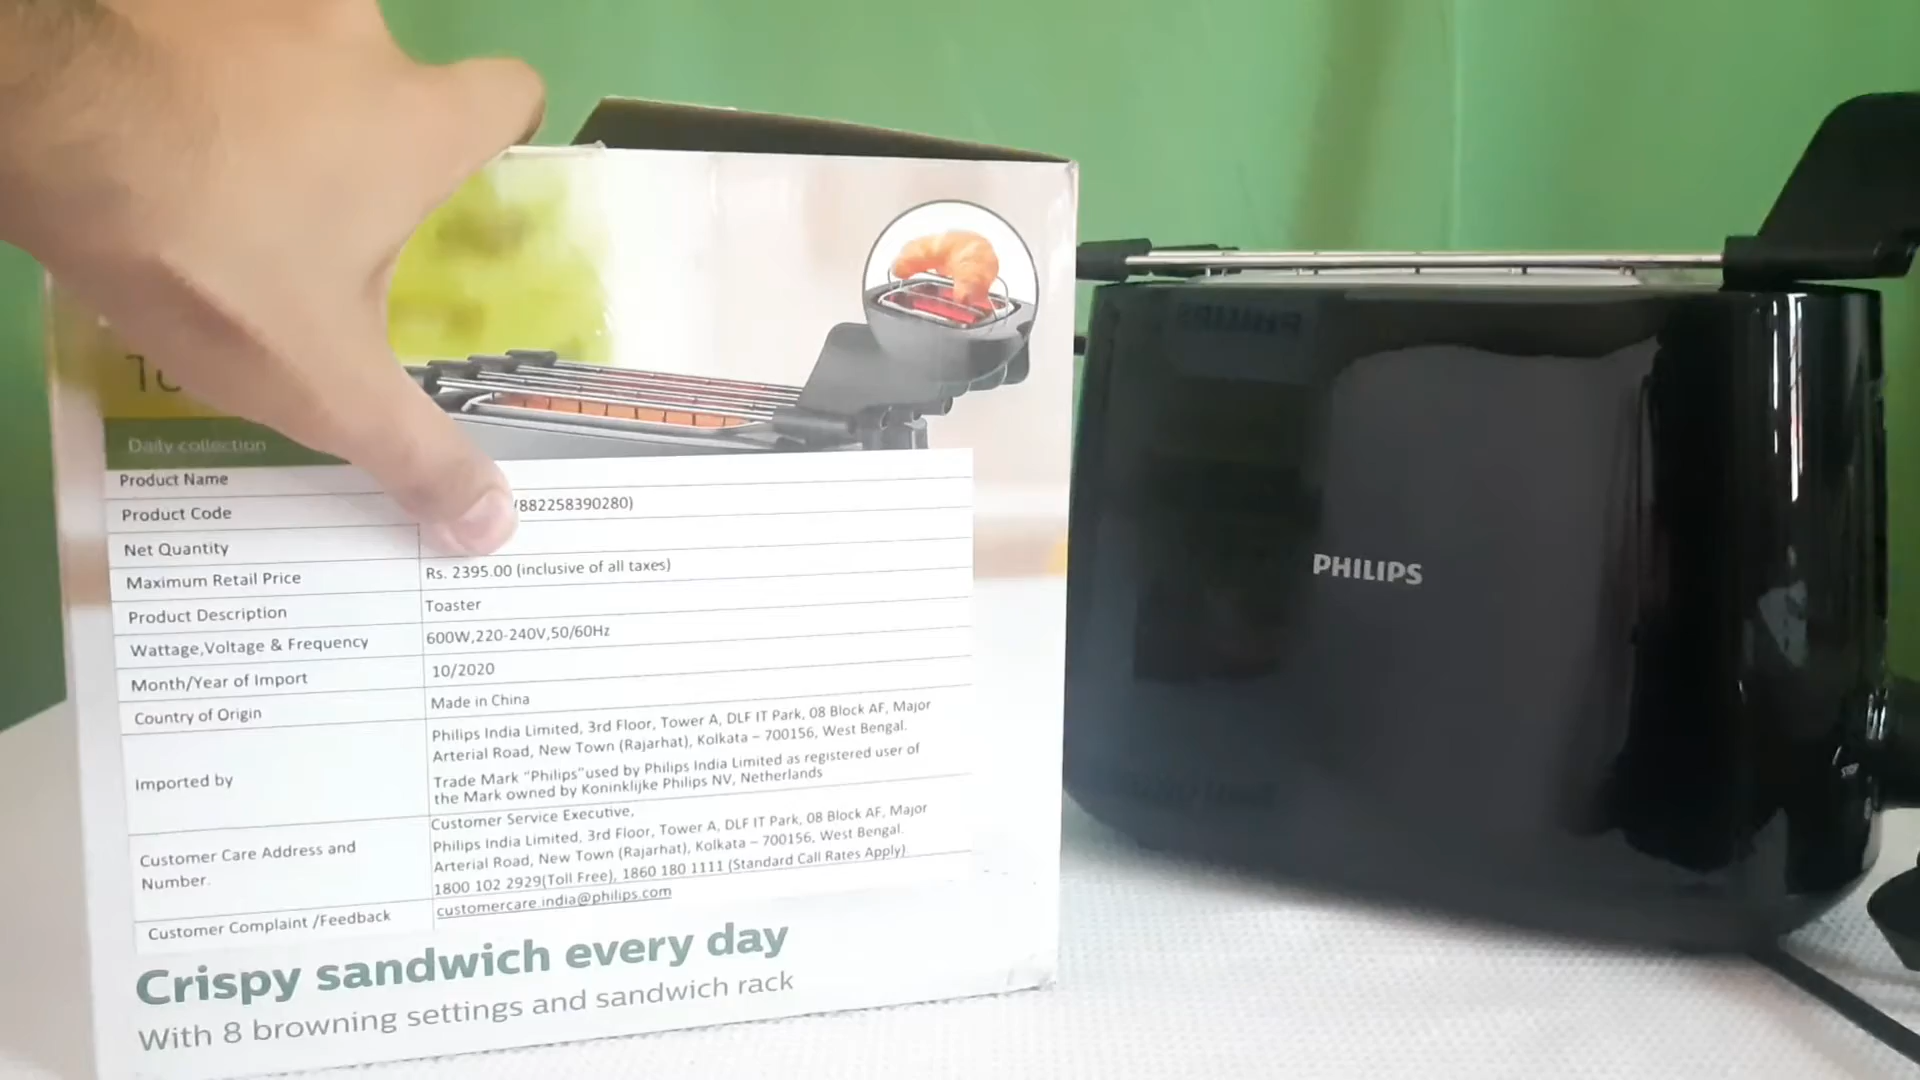 Daily collection
Product Name
Product Code (882258390280)
Net Quantity
Maximum Retail Price Rs. 2395.00 (inclusive of all taxes)
Product Description Toaster
Wattage,Voltage & Frequency 600W,220-240V,50/60Hz
Month/Year of Import 10/2020
Country of Origin Made in China
Imported by
Philips India Limited, 3rd Floor, Tower A, DLF IT Park, 08 Block AF, Major
Arterial Road, New Town (Rajarhat), Kolkata – 700156, West Bengal.
Trade Mark “Philips”used by Philips India Limited as registered user of
the Mark owned by Koninklijke Philips NV, Netherlands
Customer Care Address and
Number.
Customer Service Executive,
Philips India Limited, 3rd Floor, Tower A, DLF IT Park, 08 Block AF, Major
Arterial Road, New Town (Rajarhat), Kolkata – 700156, West Bengal.
1800 102 2929(Toll Free), 1860 180 1111 (Standard Call Rates Apply)
Customer Complaint /Feedback customercare.india@philips.com
Crispy sandwich every day
With 8 browning settings and sandwich rack
PHILIPS
STOP